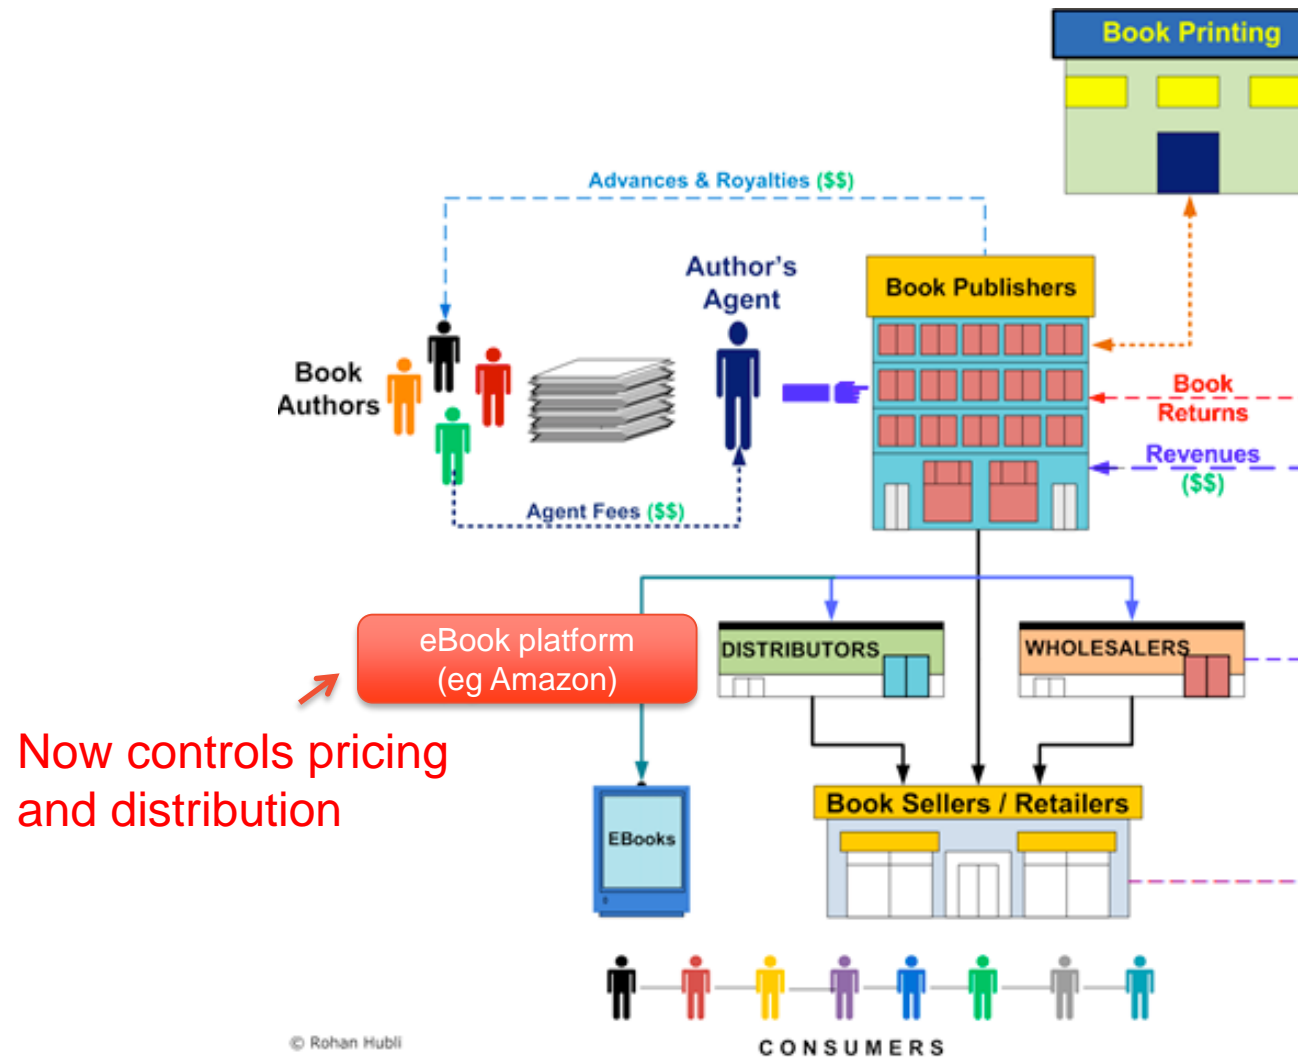 Book Printing
Advances & Royalties ($$)
Author's
Agent
Book Publishers
Book
Authors
Book
Returns
Revenues
($$)
Agent Fees ($$)
eBook platform
(eg Amazon)
DISTRIBUTORS
WHOLESALERS
Now controls pricing
and distribution
Book Sellers / Retailers
EBooks
© Rohan Hubli
CONSUMERS